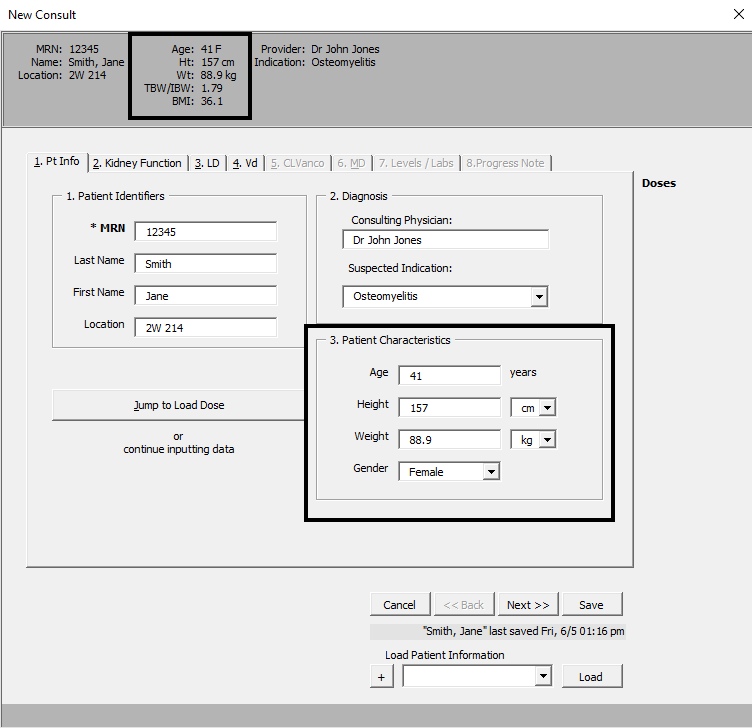 New Consult
MRN: 12345
Name: Smith, Jane
Location: 2W 214
Age: 41 F
Ht: 157 cm
Wt: 88.9 kg
TBW/IBW: 1.79
BMI: 36.1
Provider: Dr John Jones
Indication: Osteomyelitis
1. Pt Info 2. Kidney Function 3. LD 4. Vd 5. CLVanco 6. MD 7. Levels / Labs 8.Progress Note
Doses
1. Patient Identifiers
* MRN 12345
Last Name Smith
First Name Jane
Location 2W 214
Jump to Load Dose
or
continue inputting data
2. Diagnosis
Consulting Physician:
Dr John Jones
Suspected Indication:
Osteomyelitis
3. Patient Characteristics
Age 41 years
Height 157 cm
Weight 88.9 kg
Gender Female
Cancel << Back Next >> Save
"Smith, Jane" last saved Fri, 6/5 01:16 pm
Load Patient Information
+ Load